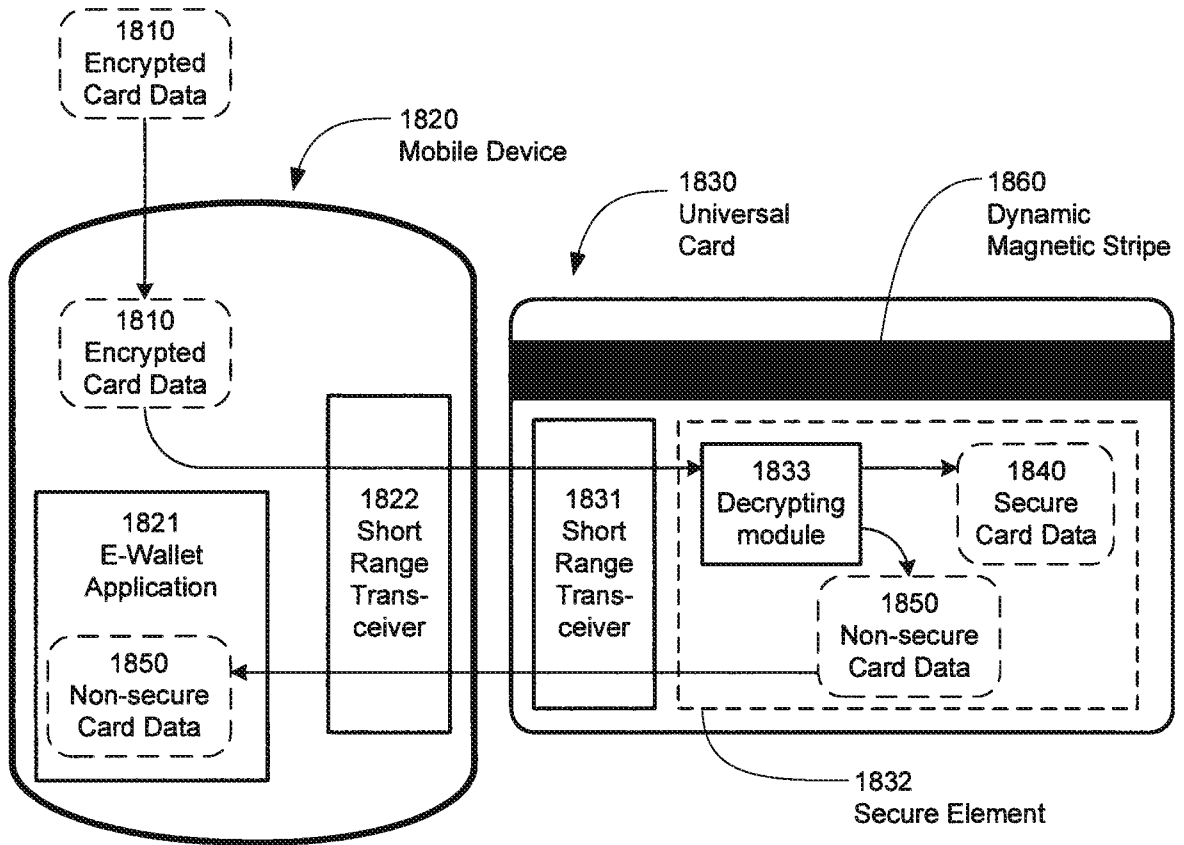 1810
Encrypted
Card Data
1820
Mobile Device
1830
Universal
Card
1860
Dynamic
Magnetic Stripe
1810
Encrypted
Card Data
1821
E-Wallet
Application
1850
Non-secure
Card Data
1822
Short
Range
Trans-
ceiver
1831
Short
Range
Trans-
ceiver
1833
Decrypting
module
1840
Secure
Card Data
1850
Non-secure
Card Data
1832
Secure Element